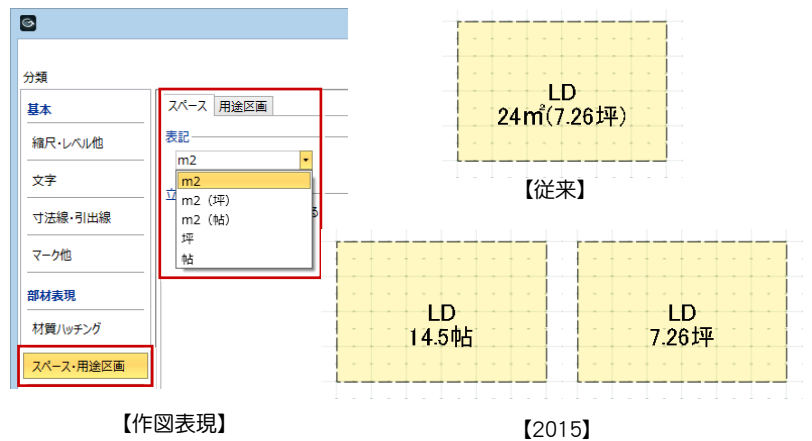 分類
基本
縮尺・レベル他
文字
寸法線・引出線
マーク他
部材表現
材質ハッチング
スペース・用途区画
スペース 用途区画
表記
m2
m2
m2（坪）
m2（帖）
坪
帖
【作図表現】
LD
24㎡(7.26坪)
【従来】
LD
14.5帖
LD
7.26坪
【2015】